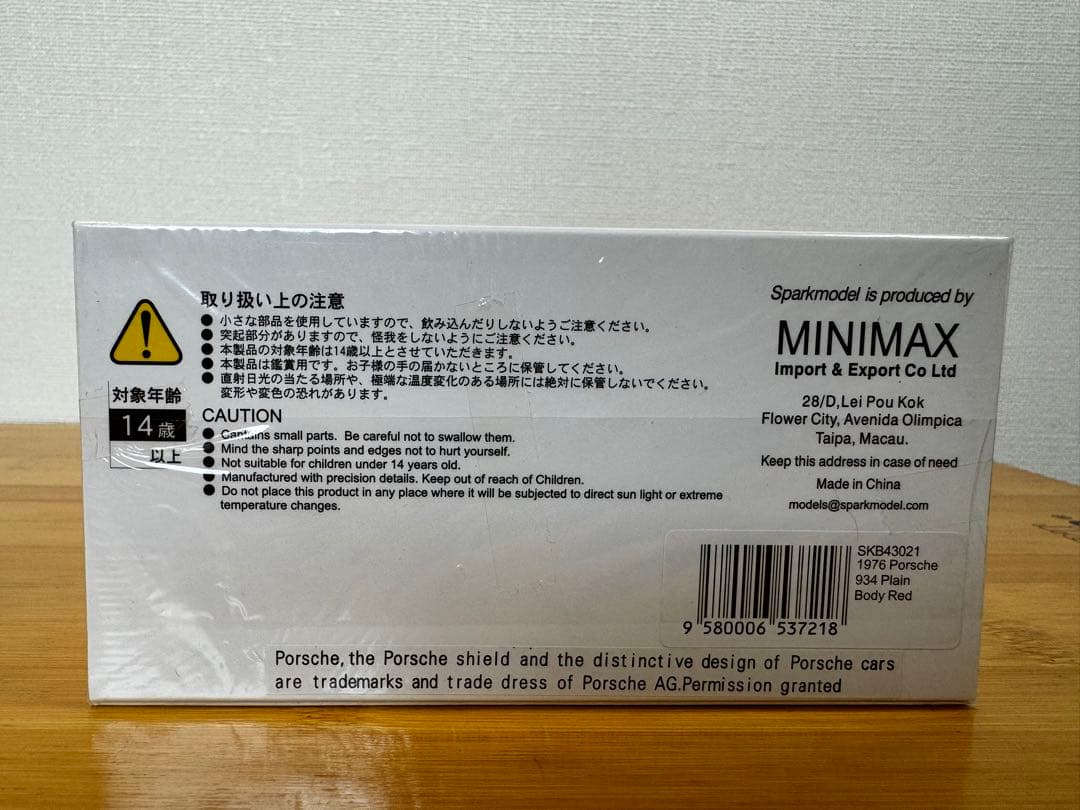 取り扱い上の注意
●小さな部品を使用していますので、飲み込んだりしないようご注意ください。
●突起部分がありますので、怪我をしないようにご注意ください。
●本製品の対象年齢は14歳以上とさせていただきます。
●本製品は鑑賞用です。お子様の手の届かないところに保管してください。
●直射日光の当たる場所や、極端な温度変化のある場所には絶対に保管しないでください。
変形や変色の恐れがあります。
対象年齢
14歳
以上
CAUTION
●Contains small parts. Be careful not to swallow them.
●Mind the sharp points and edges not to hurt yourself.
●Not suitable for children under 14 years old.
●Manufactured with precision details. Keep out of reach of Children.
●Do not place this product in any place where it will be subjected to direct sun light or extreme
temperature changes.
Sparkmodel is produced by
MINIMAX
Import & Export Co Ltd
28/D,Lei Pou Kok
Flower City, Avenida Olimpica
Taipa, Macau.
Keep this address in case of need
Made in China
models@sparkmodel.com
SKB43021
1976 Porsche
934 Plain
Body Red
9 580006 537218
Porsche, the Porsche shield and the distinctive design of Porsche cars
are trademarks and trade dress of Porsche AG.Permission granted